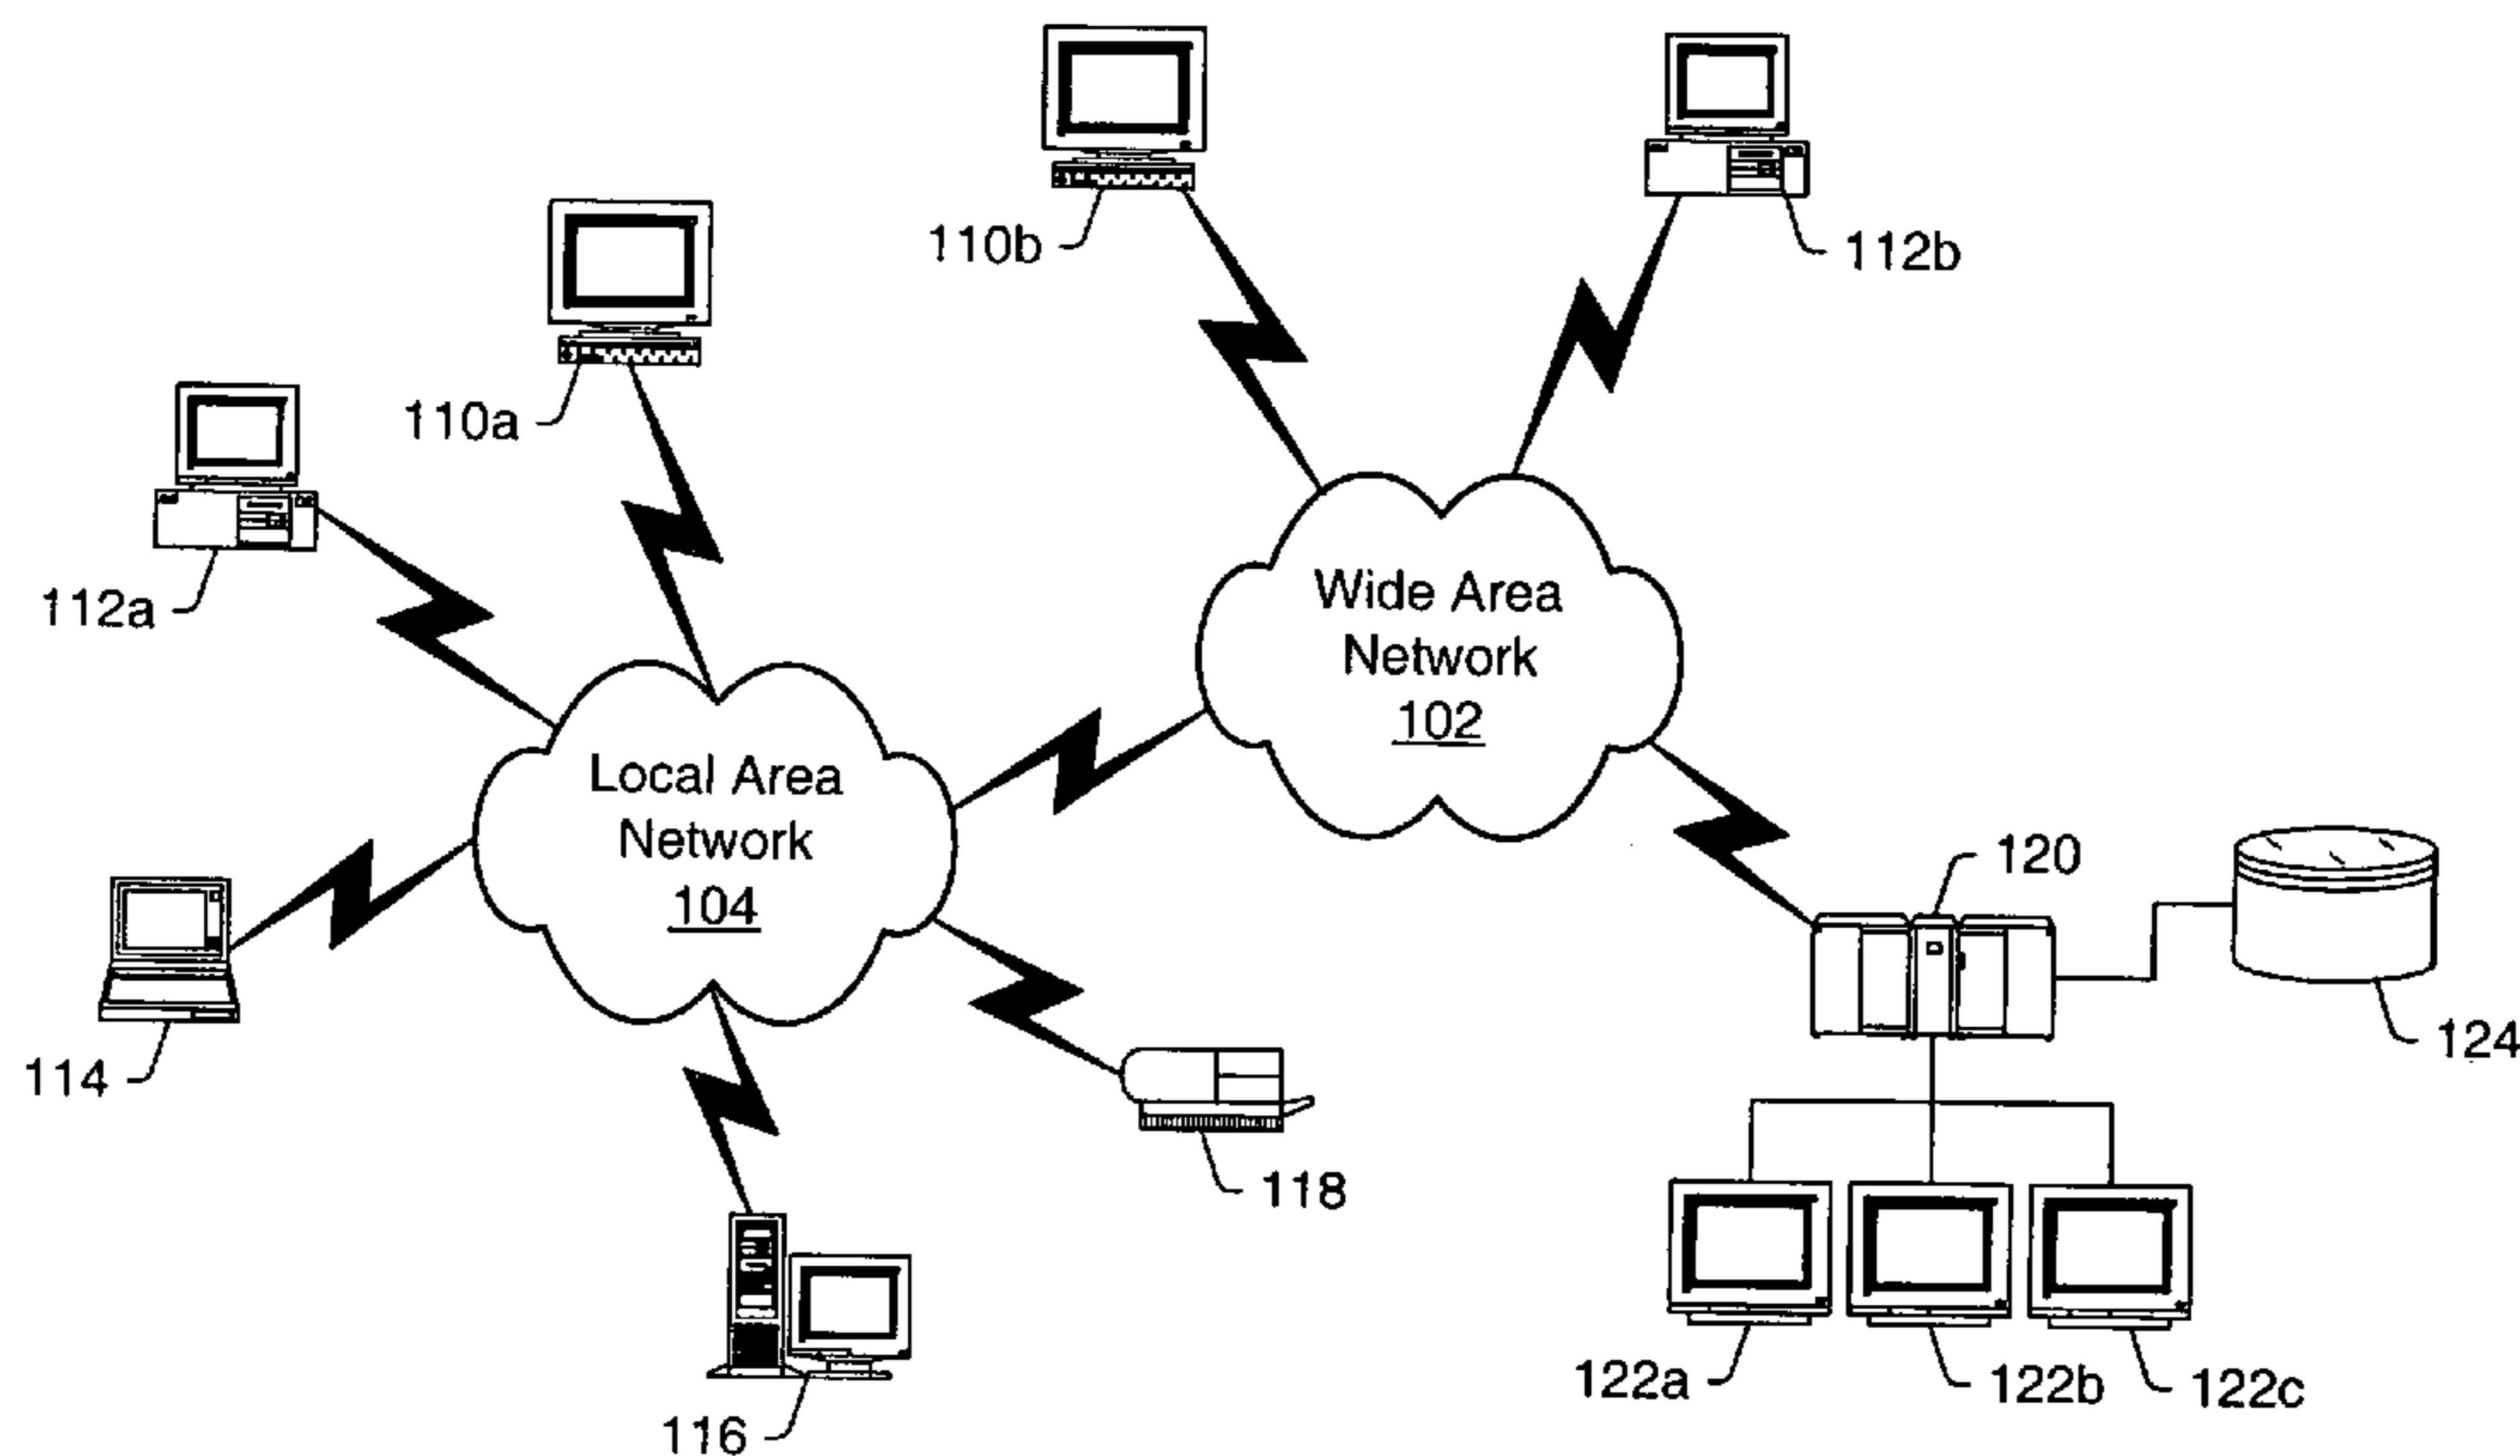 110b
112b
110a
112a
Wide Area
Network
102
Local Area
Network
104
120
124
114
118
122a
122b
122c
116